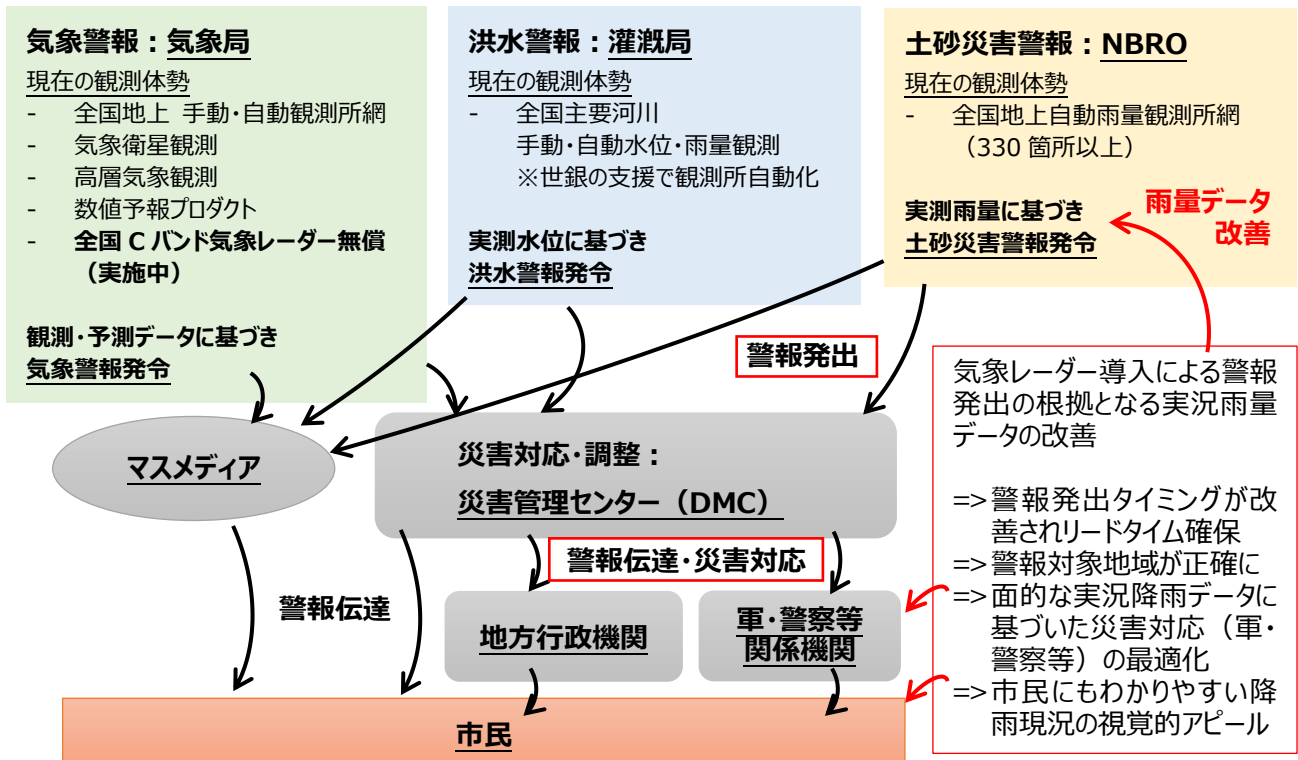 気象警報：気象局
現在の観測体勢
- 全国地上 手動・自動観測所網
- 気象衛星観測
- 高層気象観測
- 数値予報プロダクト
- 全国 C バンド気象レーダー無償
（実施中）
観測・予測データに基づき
気象警報発令
洪水警報：灌漑局
現在の観測体勢
- 全国主要河川
手動・自動水位・雨量観測
※世銀の支援で観測所自動化
実測水位に基づき
洪水警報発令
土砂災害警報：NBRO
現在の観測体勢
- 全国地上自動雨量観測所網
（330 箇所以上）
実測雨量に基づき
土砂災害警報発令
雨量データ
改善
警報発出
マスメディア
災害対応・調整：
災害管理センター（DMC）
警報伝達・災害対応
警報伝達
地方行政機関
軍・警察等
関係機関
市民
気象レーダー導入による警報
発出の根拠となる実況雨量
データの改善
=>警報発出タイミングが改
善されリードタイム確保
=>警報対象地域が正確に
=>面的な実況降雨データに
基づいた災害対応（軍・
警察等）の最適化
=>市民にもわかりやすい降
雨現況の視覚的アピール